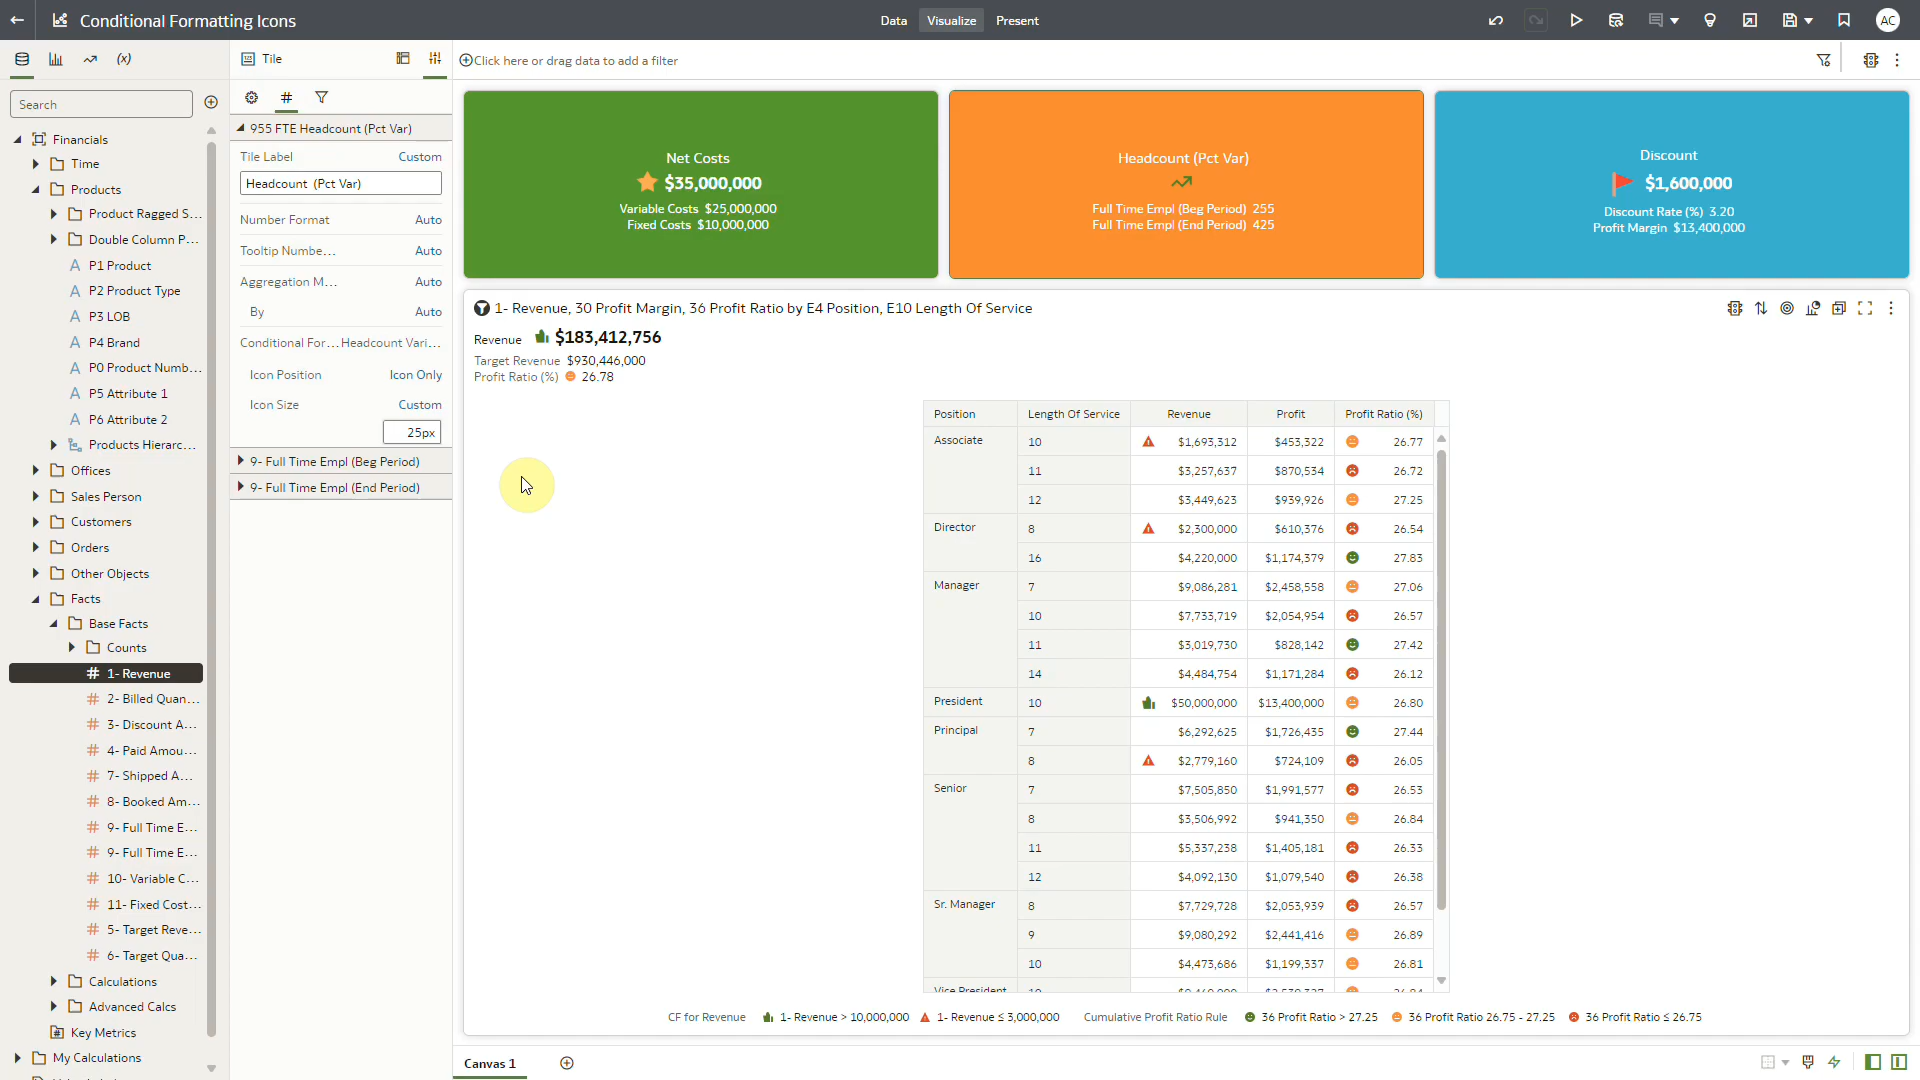 Conditional Formatting Icons
Data Visualize Present
AC
(x)
Tile
Click here or drag data to add a filter
Search
Financials
Time
Products
Product Ragged S...
Double Column P...
P1 Product
P2 Product Type
P3 LOB
P4 Brand
P0 Product Numb...
P5 Attribute 1
P6 Attribute 2
Products Hierarc...
Offices
Sales Person
Customers
Orders
Other Objects
Facts
Base Facts
Counts
1- Revenue
2- Billed Quan...
3- Discount A...
4- Paid Amou...
7- Shipped A...
8- Booked Am...
9- Full Time E...
9- Full Time E...
10- Variable C...
11- Fixed Cost...
5- Target Reve...
6- Target Qua...
Calculations
Advanced Calcs
Key Metrics
My Calculations
955 FTE Headcount (Pct Var)
Tile Label Custom
Headcount (Pct Var)
Number Format Auto
Tooltip Numbe... Auto
Aggregation M... Auto
By Auto
Conditional For... Headcount Vari...
Icon Position Icon Only
Icon Size Custom
25px
9- Full Time Empl (Beg Period)
9- Full Time Empl (End Period)
Net Costs
$35,000,000
Variable Costs $25,000,000
Fixed Costs $10,000,000
Headcount (Pct Var)
Full Time Empl (Beg Period) 255
Full Time Empl (End Period) 425
Discount
$1,600,000
Discount Rate (%) 3.20
Profit Margin $13,400,000
1- Revenue, 30 Profit Margin, 36 Profit Ratio by E4 Position, E10 Length Of Service
Revenue $183,412,756
Target Revenue $930,446,000
Profit Ratio (%) 26.78
Position Length Of Service Revenue Profit Profit Ratio (%)
Associate 10 $1,693,312 $453,322 26.77
11 $3,257,637 $870,534 26.72
12 $3,449,623 $939,926 27.25
Director 8 $2,300,000 $610,376 26.54
16 $4,220,000 $1,174,379 27.83
Manager 7 $9,086,281 $2,458,558 27.06
10 $7,733,719 $2,054,954 26.57
11 $3,019,730 $828,142 27.42
14 $4,484,754 $1,171,284 26.12
President 10 $50,000,000 $13,400,000 26.80
Principal 7 $6,292,625 $1,726,435 27.44
8 $2,779,160 $724,109 26.05
Senior 7 $7,505,850 $1,991,577 26.53
8 $3,506,992 $941,350 26.84
11 $5,337,238 $1,405,181 26.33
12 $4,092,130 $1,079,540 26.38
Sr. Manager 8 $7,729,728 $2,053,939 26.57
9 $9,080,292 $2,441,416 26.89
10 $4,473,686 $1,199,337 26.81
Vice President 10
CF for Revenue 1- Revenue > 10,000,000 1- Revenue ≤ 3,000,000 Cumulative Profit Ratio Rule 36 Profit Ratio > 27.25 36 Profit Ratio 26.75 - 27.25 36 Profit Ratio ≤ 26.75
Canvas 1